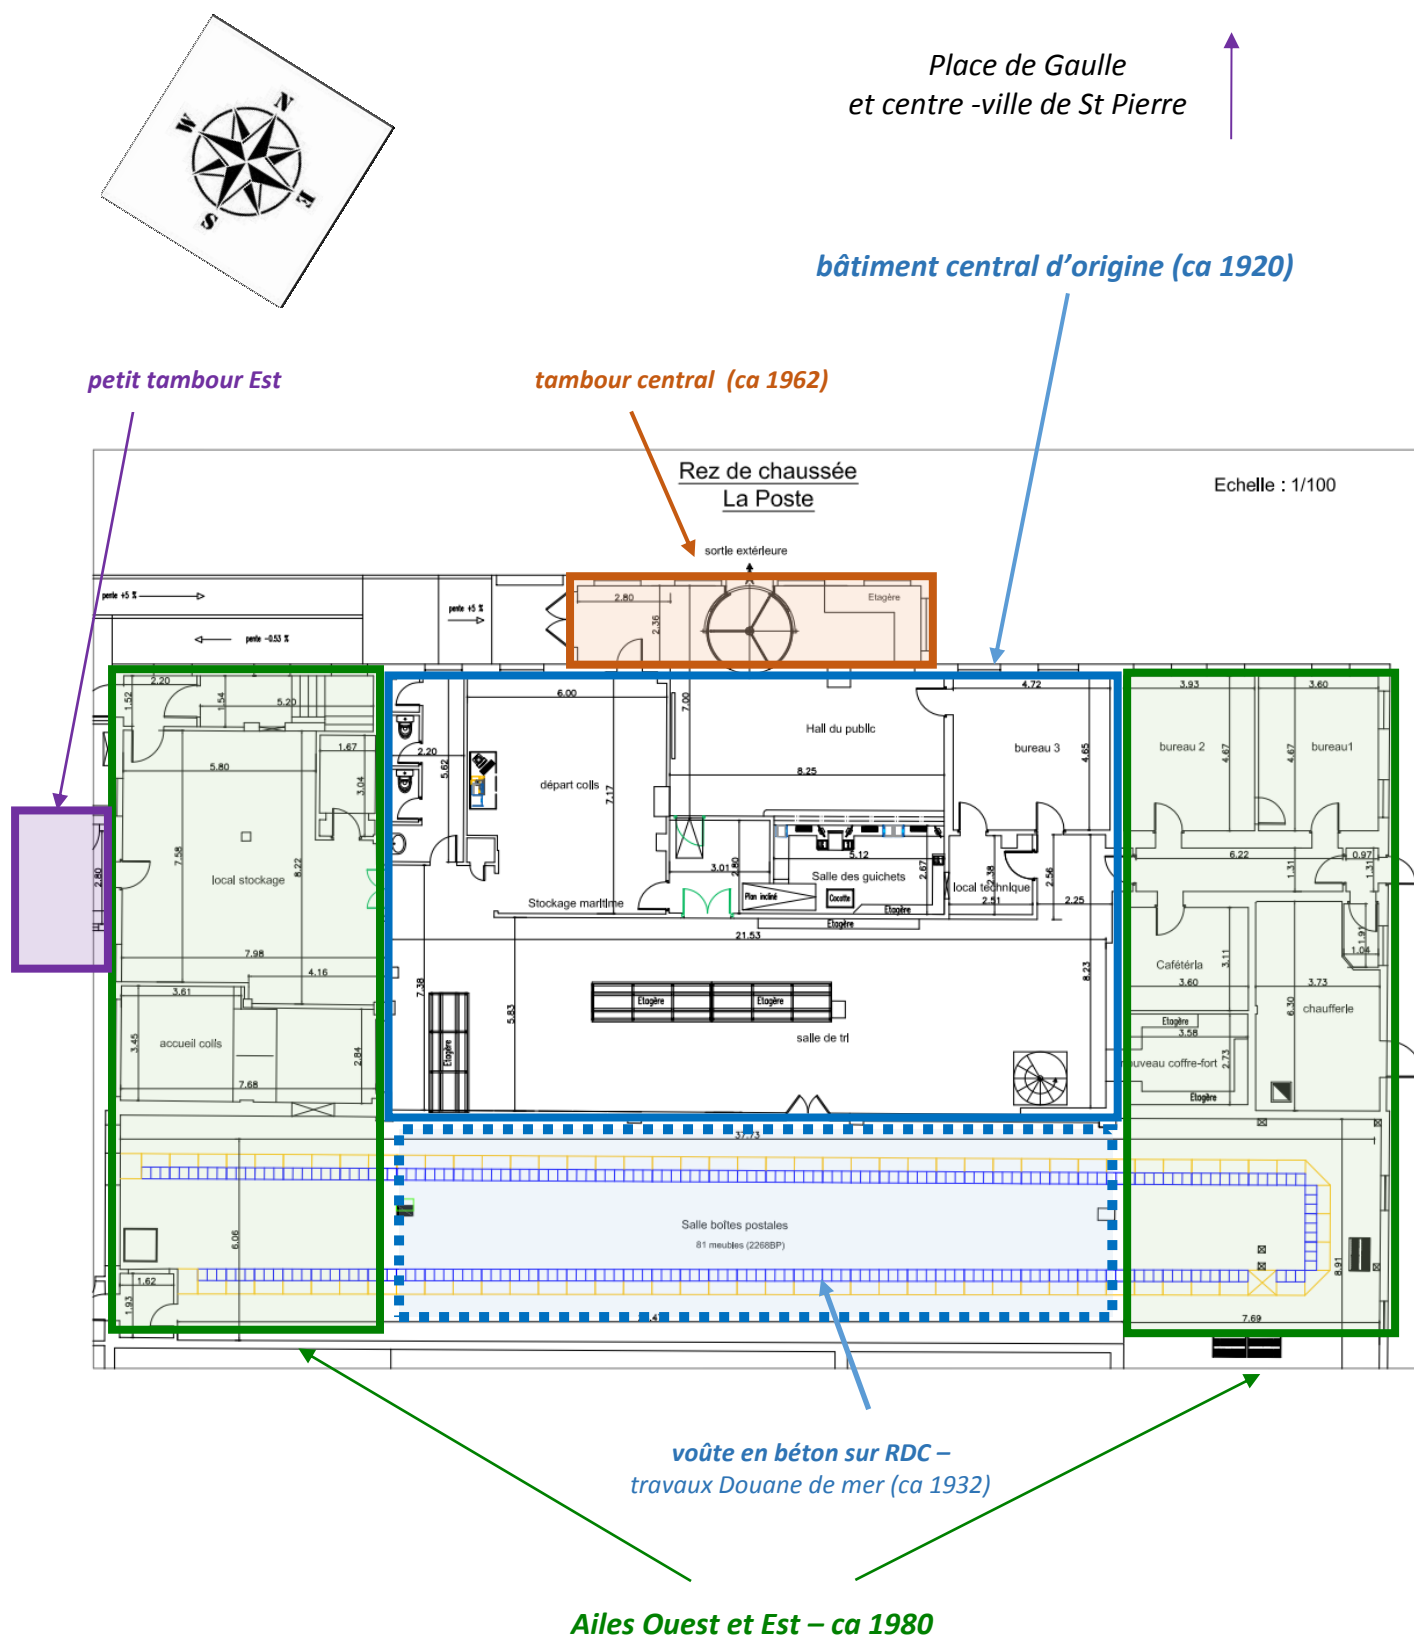 N
W
E
S
Place de Gaulle
et centre -ville de St Pierre
bâtiment central d'origine (ca 1920)
petit tambour Est
tambour central (ca 1962)
Rez de chaussée
La Poste
Echelle : 1/100
sortie extérieure
pente +5 %
pente +5 %
pente -0.53 %
2.80
2.36
Etagère
2.20
1.52
1.54
5.20
6.00
7.00
4.72
3.93
3.60
Hall du public
bureau 3
4.65
bureau 2
4.67
4.67
bureau1
1.67
5.80
3.04
2.20
5.62
départ colis
7.17
8.25
7.58
8.22
local stockage
2.80
3.01
2.80
5.12
2.67
Salle des guichets
Plan incliné
Cocotte
Etagère
2.38
local technique
2.51
2.56
2.25
6.22
1.31
0.97
1.31
Stockage maritime
Etagère
21.53
7.98
4.16
7.38
5.83
8.23
Cafétéria
3.11
3.60
1.91
1.04
3.73
6.30
chaufferie
3.61
3.45
accueil colis
2.84
7.68
Etagère
Etagère
Etagère
salle de tri
Etagère
3.58
nouveau coffre-fort
2.73
Etagère
37.73
Salle boîtes postales
81 meubles (2268BP)
6.06
8.91
1.62
1.93
7.69
voûte en béton sur RDC –
travaux Douane de mer (ca 1932)
Ailes Ouest et Est – ca 1980